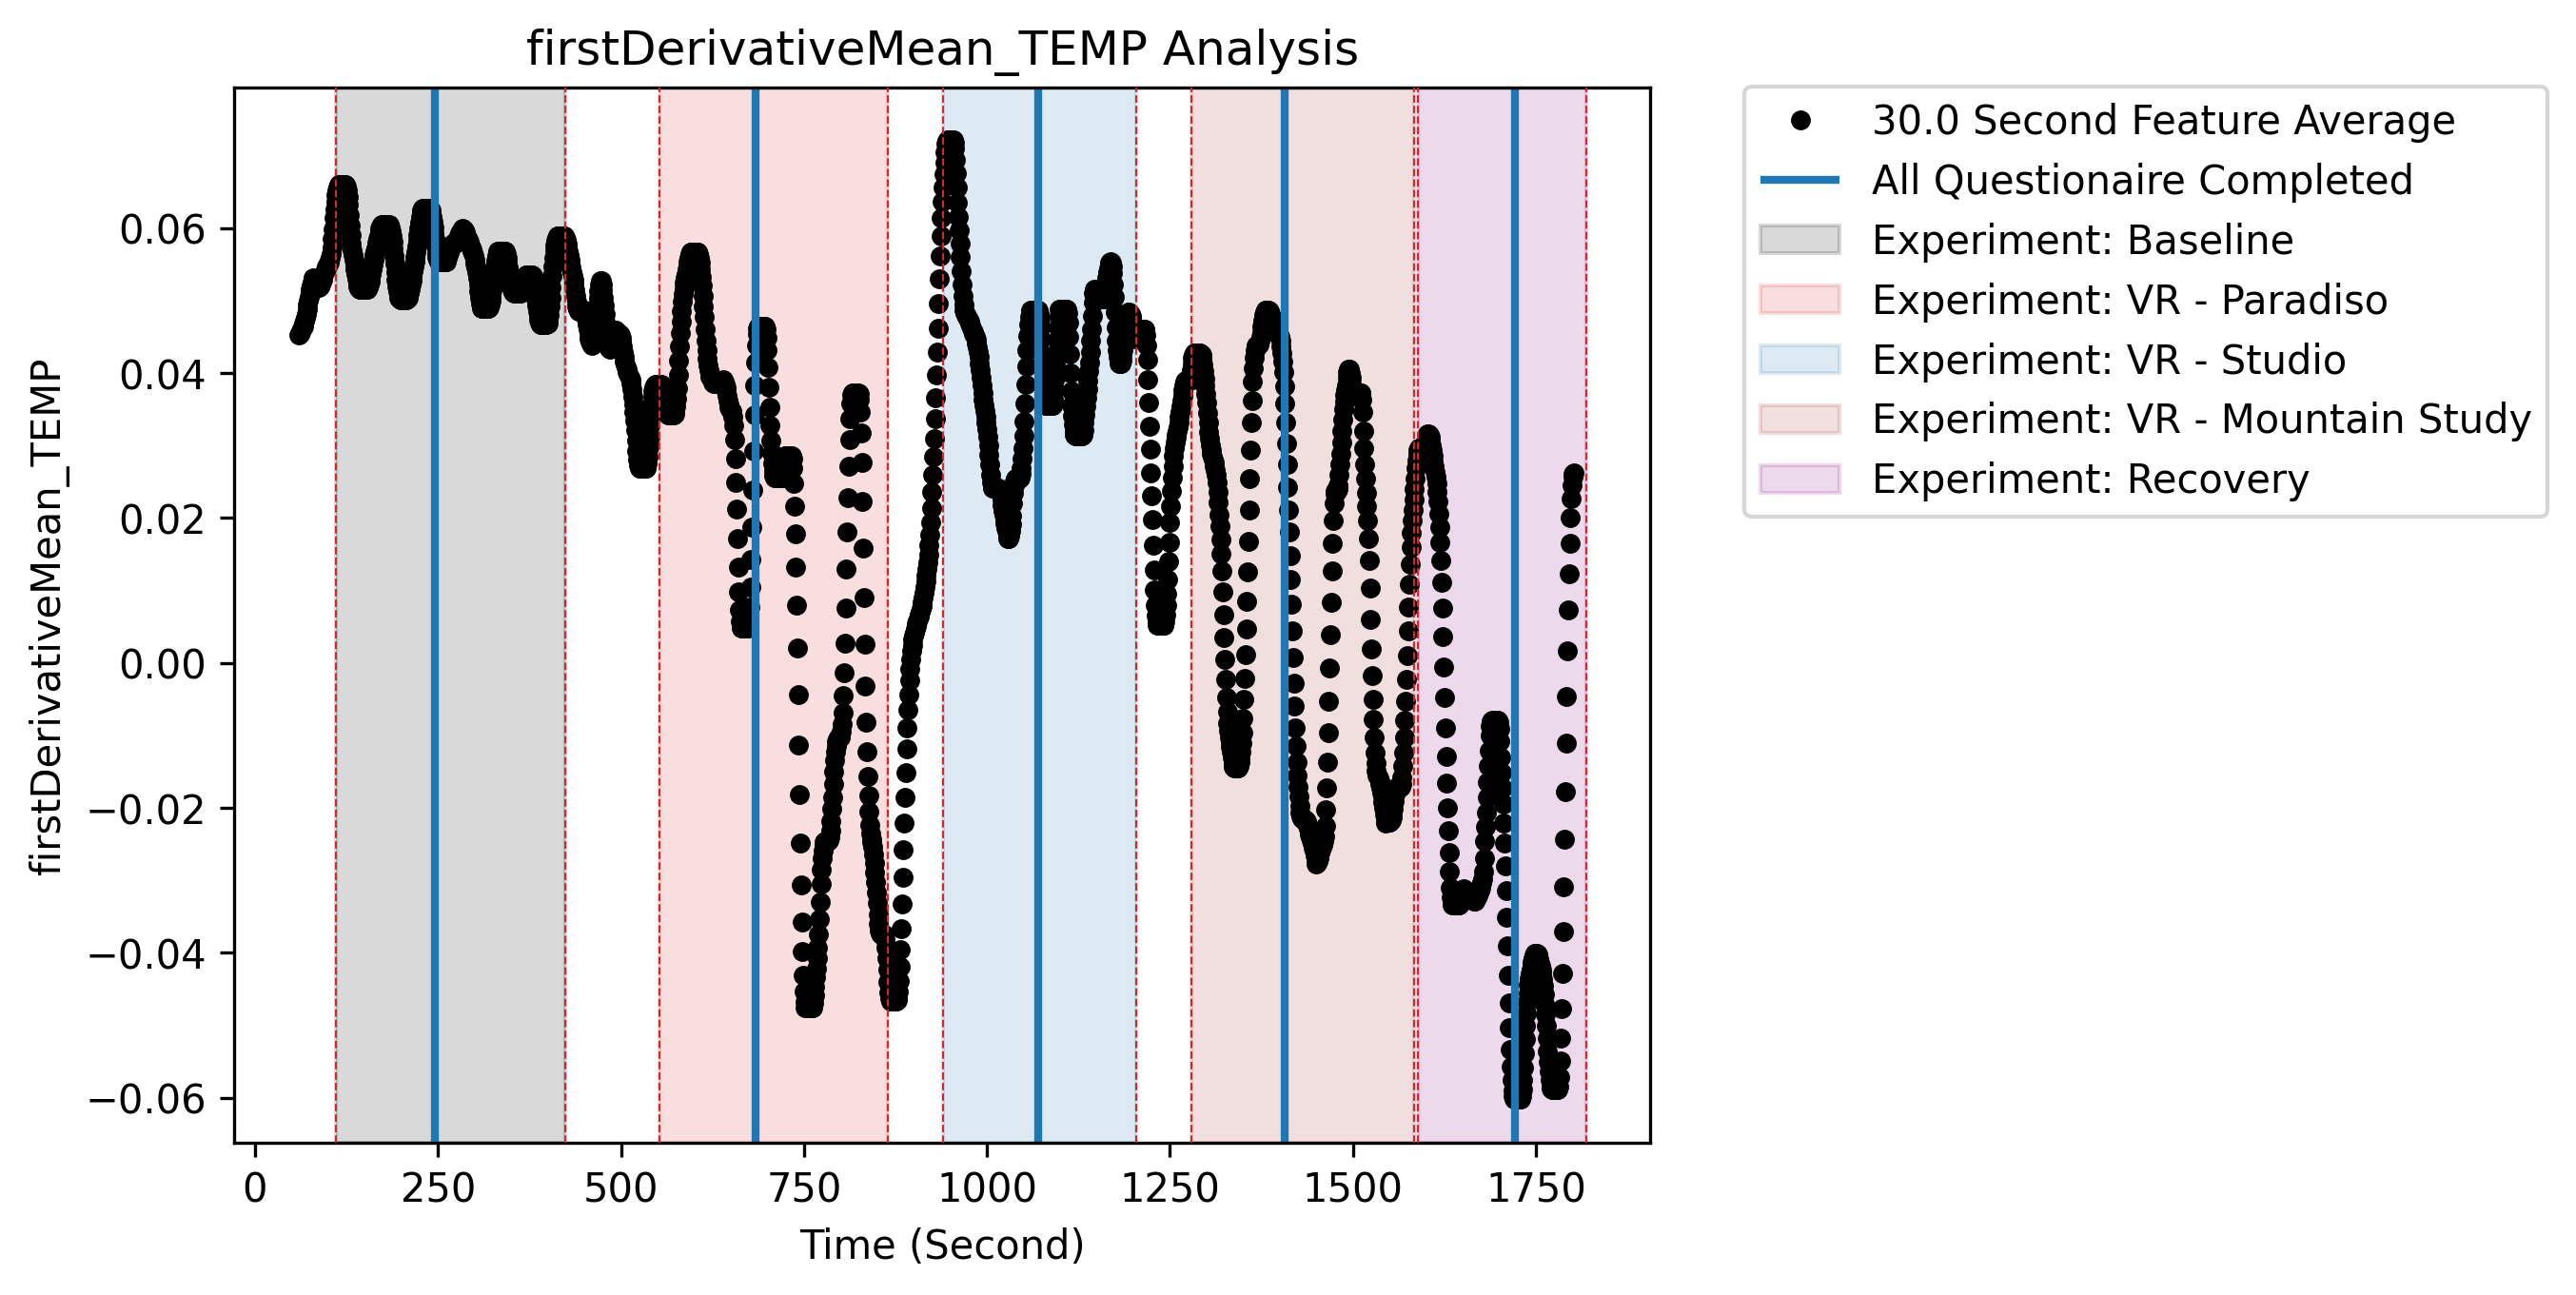 firstDerivativeMean_TEMP Analysis
firstDerivativeMean_TEMP
0.06
0.04
0.02
0.00
−0.02
−0.04
−0.06
0 250 500 750 1000 1250 1500 1750
Time (Second)
30.0 Second Feature Average
All Questionaire Completed
Experiment: Baseline
Experiment: VR - Paradiso
Experiment: VR - Studio
Experiment: VR - Mountain Study
Experiment: Recovery